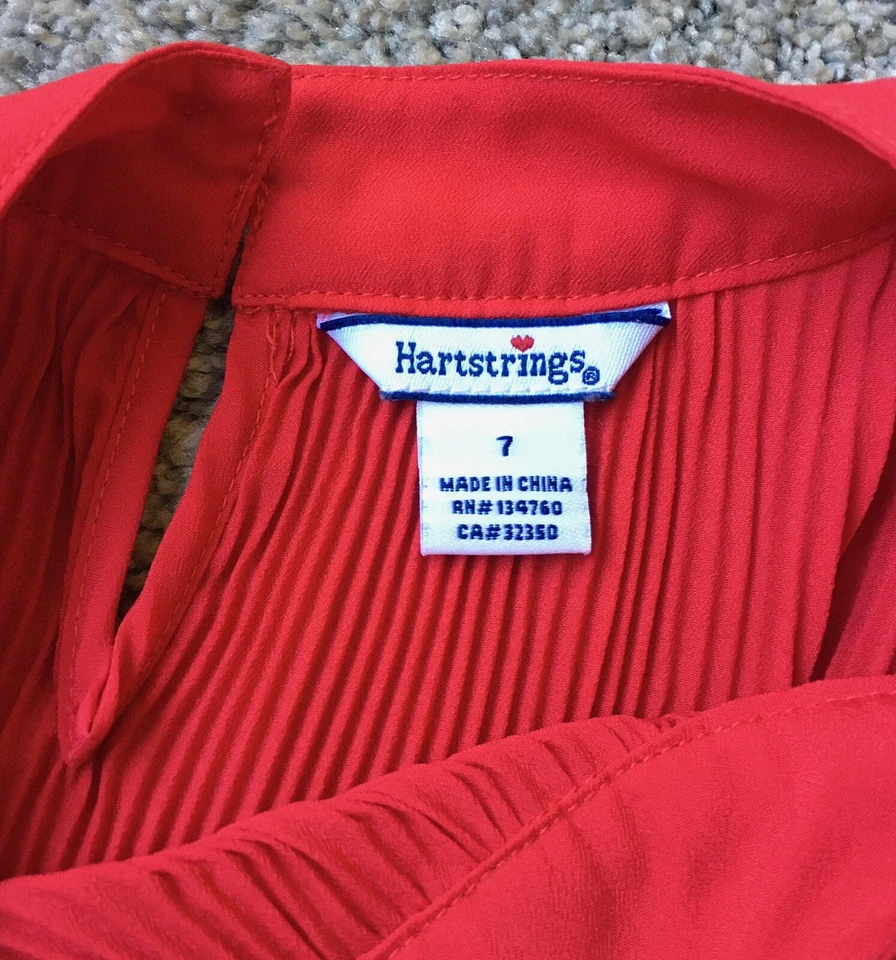 Hartstrings®
7
MADE IN CHINA
RN#134760
CA#32350